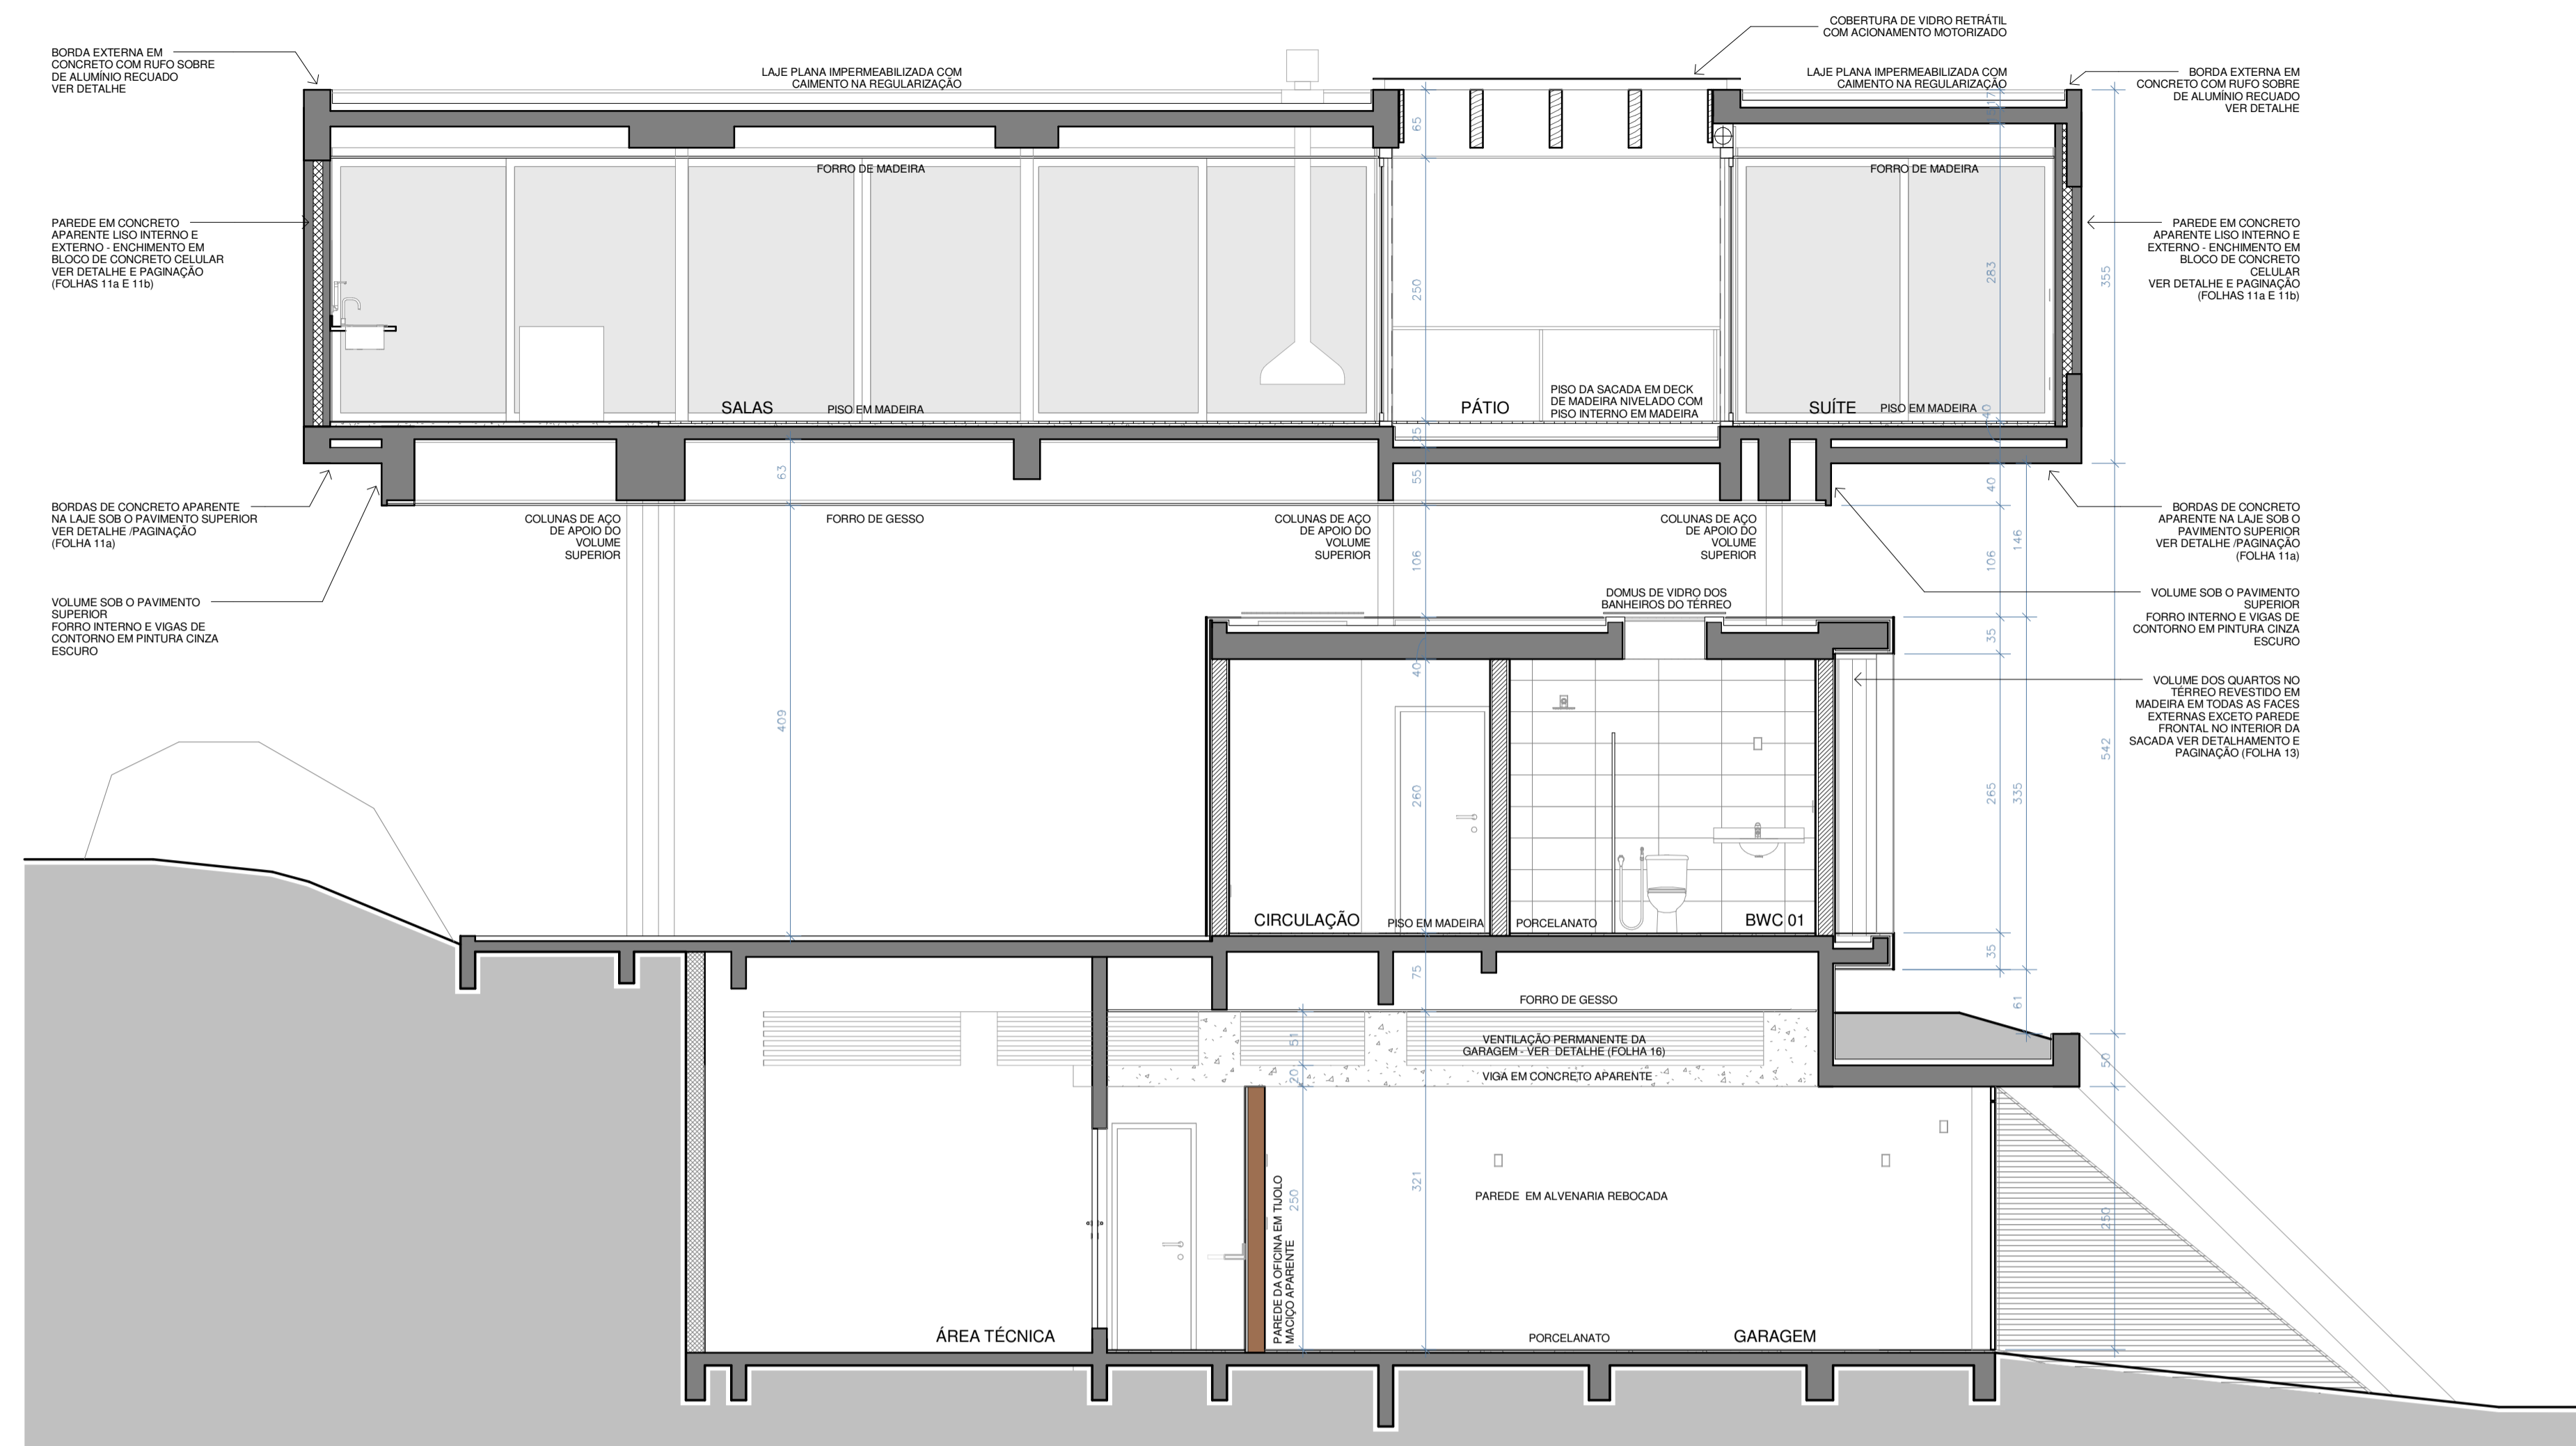 COBERTURA DE VIDRO RETRÁTIL
COM ACIONAMENTO MOTORIZADO
BORDA EXTERNA EM
CONCRETO COM RUFO SOBRE
DE ALUMÍNIO RECUADO
VER DETALHE
LAJE PLANA IMPERMEABILIZADA COM
CAIMENTO NA REGULARIZAÇÃO
LAJE PLANA IMPERMEABILIZADA COM
CAIMENTO NA REGULARIZAÇÃO
BORDA EXTERNA EM
CONCRETO COM RUFO SOBRE
DE ALUMÍNIO RECUADO
VER DETALHE
65
FORRO DE MADEIRA
FORRO DE MADEIRA
PAREDE EM CONCRETO
APARENTE LISO INTERNO E
EXTERNO - ENCHIMENTO EM
BLOCO DE CONCRETO CELULAR
VER DETALHE E PAGINAÇÃO
(FOLHAS 11a E 11b)
250
283
355
PAREDE EM CONCRETO
APARENTE LISO INTERNO E
EXTERNO - ENCHIMENTO EM
BLOCO DE CONCRETO
CELULAR
VER DETALHE E PAGINAÇÃO
(FOLHAS 11a E 11b)
SALAS
PISO EM MADEIRA
PÁTIO
PISO DA SACADA EM DECK
DE MADEIRA NIVELADO COM
PISO INTERNO EM MADEIRA
SUÍTE
PISO EM MADEIRA
40
25
63
55
40
BORDAS DE CONCRETO APARENTE
NA LAJE SOB O PAVIMENTO SUPERIOR
VER DETALHE /PAGINAÇÃO
(FOLHA 11a)
COLUNAS DE AÇO
DE APOIO DO
VOLUME
SUPERIOR
FORRO DE GESSO
COLUNAS DE AÇO
DE APOIO DO
VOLUME
SUPERIOR
COLUNAS DE AÇO
DE APOIO DO
VOLUME
SUPERIOR
106
106
146
BORDAS DE CONCRETO
APARENTE NA LAJE SOB O
PAVIMENTO SUPERIOR
VER DETALHE /PAGINAÇÃO
(FOLHA 11a)
VOLUME SOB O PAVIMENTO
SUPERIOR
FORRO INTERNO E VIGAS DE
CONTORNO EM PINTURA CINZA
ESCURO
DOMUS DE VIDRO DOS
BANHEIROS DO TÉRREO
VOLUME SOB O PAVIMENTO
SUPERIOR
FORRO INTERNO E VIGAS DE
CONTORNO EM PINTURA CINZA
ESCURO
35
40
409
260
265
335
542
VOLUME DOS QUARTOS NO
TÉRREO REVESTIDO EM
MADEIRA EM TODAS AS FACES
EXTERNAS EXCETO PAREDE
FRONTAL NO INTERIOR DA
SACADA VER DETALHAMENTO E
PAGINAÇÃO (FOLHA 13)
CIRCULAÇÃO
PISO EM MADEIRA
PORCELANATO
BWC 01
35
75
61
FORRO DE GESSO
51
VENTILAÇÃO PERMANENTE DA
GARAGEM - VER DETALHE (FOLHA 16)
20
VIGA EM CONCRETO APARENTE
50
PAREDE DA OFICINA EM TIJOLO
MACIÇO APARENTE
250
321
PAREDE EM ALVENARIA REBOCADA
250
ÁREA TÉCNICA
PORCELANATO
GARAGEM